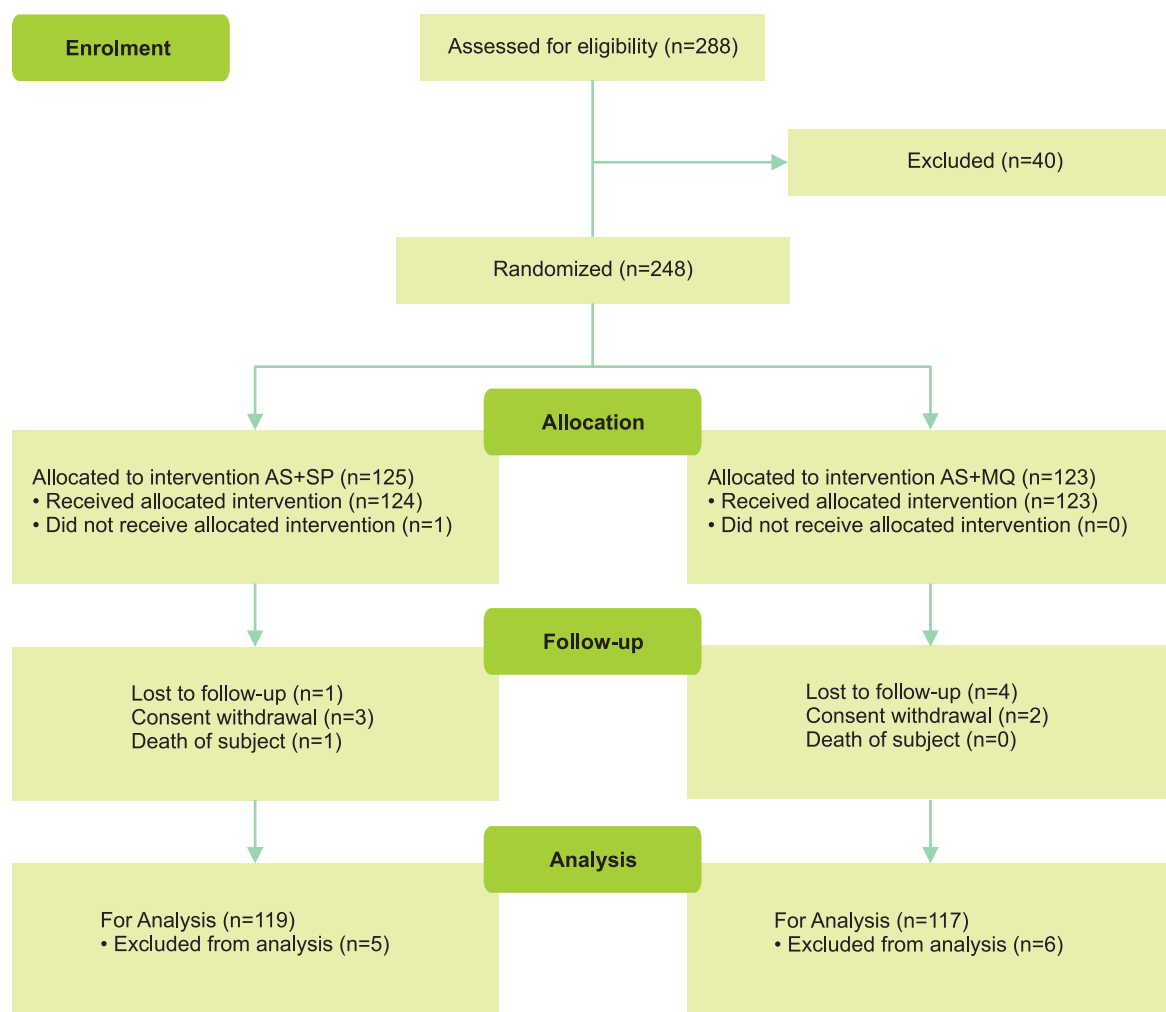 Enrolment
Assessed for eligibility (n=288)
Excluded (n=40)
Randomized (n=248)
Allocation
Allocated to intervention AS+SP (n=125)
• Received allocated intervention (n=124)
• Did not receive allocated intervention (n=1)
Allocated to intervention AS+MQ (n=123)
• Received allocated intervention (n=123)
• Did not receive allocated intervention (n=0)
Follow-up
Lost to follow-up (n=1)
Consent withdrawal (n=3)
Death of subject (n=1)
Lost to follow-up (n=4)
Consent withdrawal (n=2)
Death of subject (n=0)
Analysis
For Analysis (n=119)
• Excluded from analysis (n=5)
For Analysis (n=117)
• Excluded from analysis (n=6)